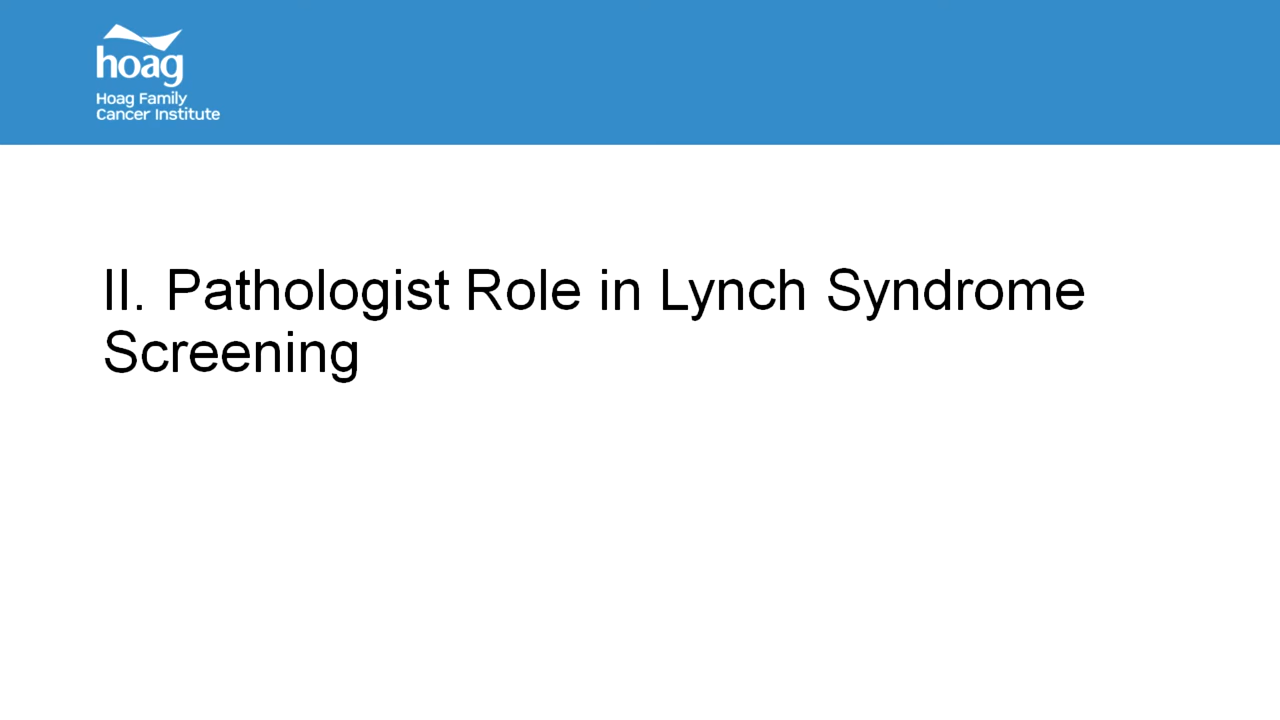 hoag
Hoag Family
Cancer Institute
II. Pathologist Role in Lynch Syndrome
Screening